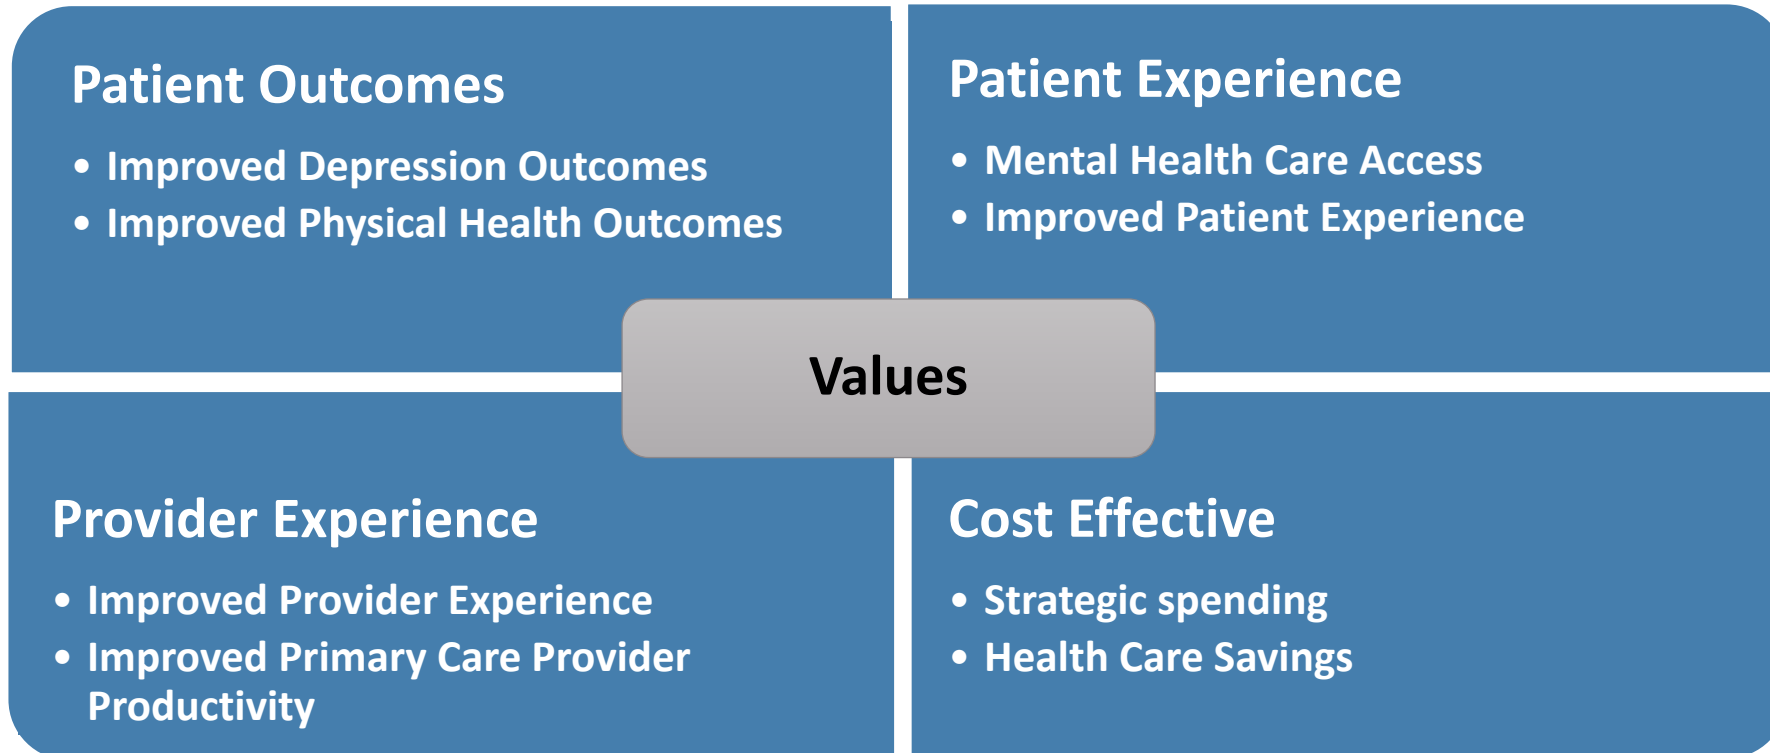 Patient Outcomes
• Improved Depression Outcomes
• Improved Physical Health Outcomes
Patient Experience
• Mental Health Care Access
• Improved Patient Experience
Values
Provider Experience
• Improved Provider Experience
• Improved Primary Care Provider
Productivity
Cost Effective
• Strategic spending
• Health Care Savings